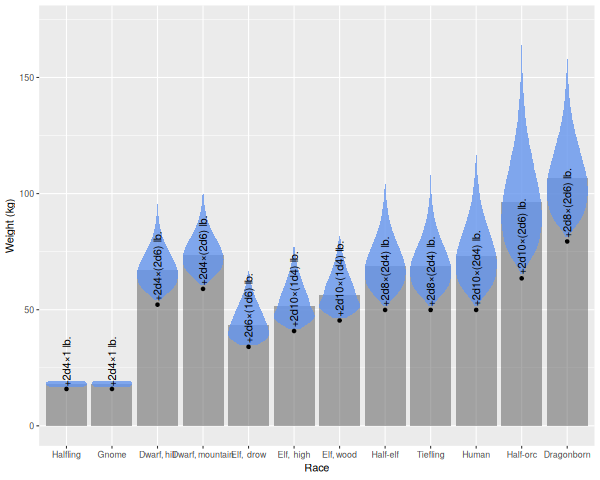 Weight (kg)
150
100
50
0
+2d4×1 lb.
+2d4×1 lb.
+2d4×(2d6) lb.
+2d4×(2d6) lb.
+2d6×(1d6) lb.
+2d10×(1d4) lb.
+2d10×(1d4) lb.
+2d8×(2d4) lb.
+2d8×(2d4) lb.
+2d10×(2d4) lb.
+2d10×(2d6) lb.
+2d8×(2d6) lb.
Halfling
Gnome
Dwarf, hill
Dwarf, mountain
Elf, drow
Elf, high
Elf, wood
Half-elf
Tiefling
Human
Half-orc
Dragonborn
Race